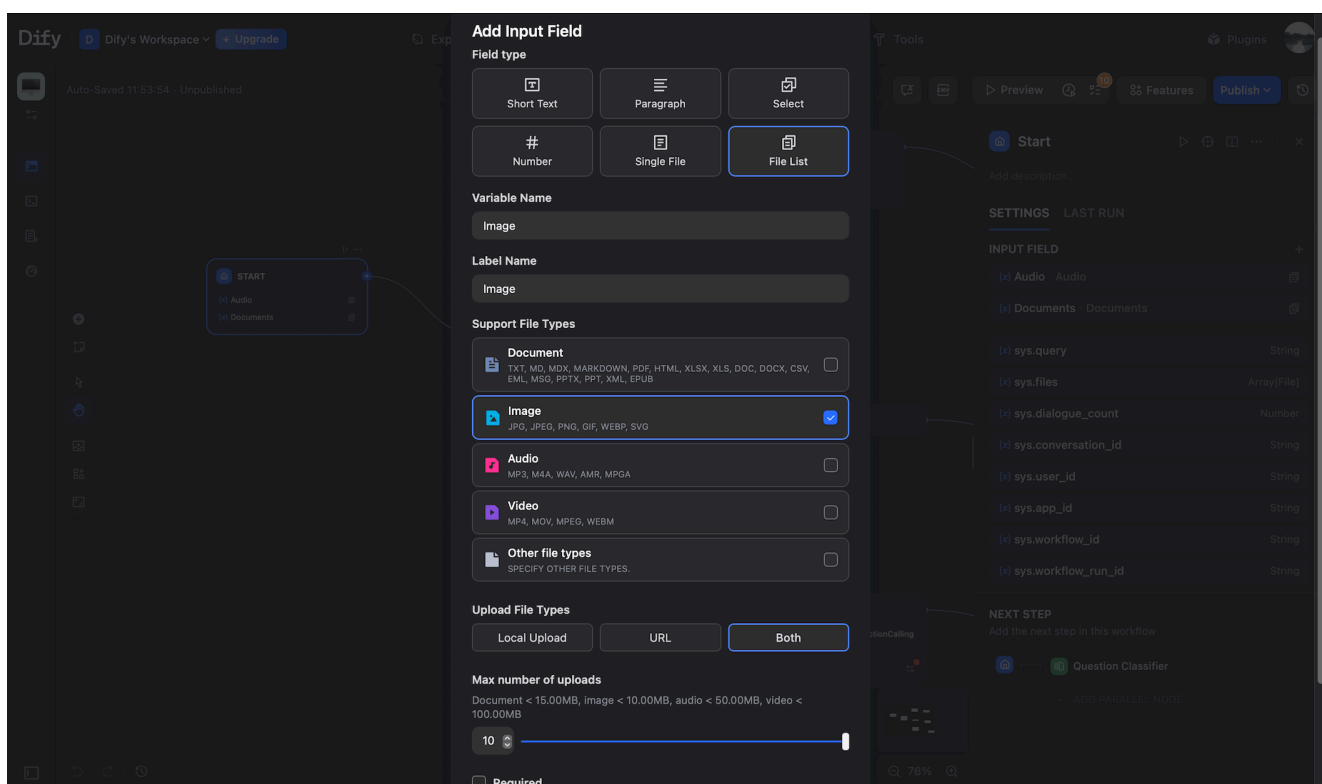 Dify
D Dify's Workspace
+ Upgrade
Exp
Tools
Plugins
Auto-Saved 11:53:54 · Unpublished
Preview
10
Features
Publish
START
Audio
Documents
Add Input Field
Field type
Short Text
Paragraph
Select
Number
Single File
File List
Variable Name
Image
Label Name
Image
Support File Types
Document
TXT, MD, MDX, MARKDOWN, PDF, HTML, XLSX, XLS, DOC, DOCX, CSV,
EML, MSG, PPTX, PPT, XML, EPUB
Image
JPG, JPEG, PNG, GIF, WEBP, SVG
Audio
MP3, M4A, WAV, AMR, MPGA
Video
MP4, MOV, MPEG, WEBM
Other file types
SPECIFY OTHER FILE TYPES.
Upload File Types
Local Upload
URL
Both
Max number of uploads
Document < 15.00MB, image < 10.00MB, audio < 50.00MB, video <
100.00MB
10
Required
Start
Add description...
SETTINGS LAST RUN
INPUT FIELD
{x} Audio · Audio
{x} Documents · Documents
{x} sys.query String
{x} sys.files Array[File]
{x} sys.dialogue_count Number
{x} sys.conversation_id String
{x} sys.user_id String
{x} sys.app_id String
{x} sys.workflow_id String
{x} sys.workflow_run_id String
NEXT STEP
Add the next step in this workflow
Question Classifier
+ ADD PARALLEL NODE
ctionCalling
76%